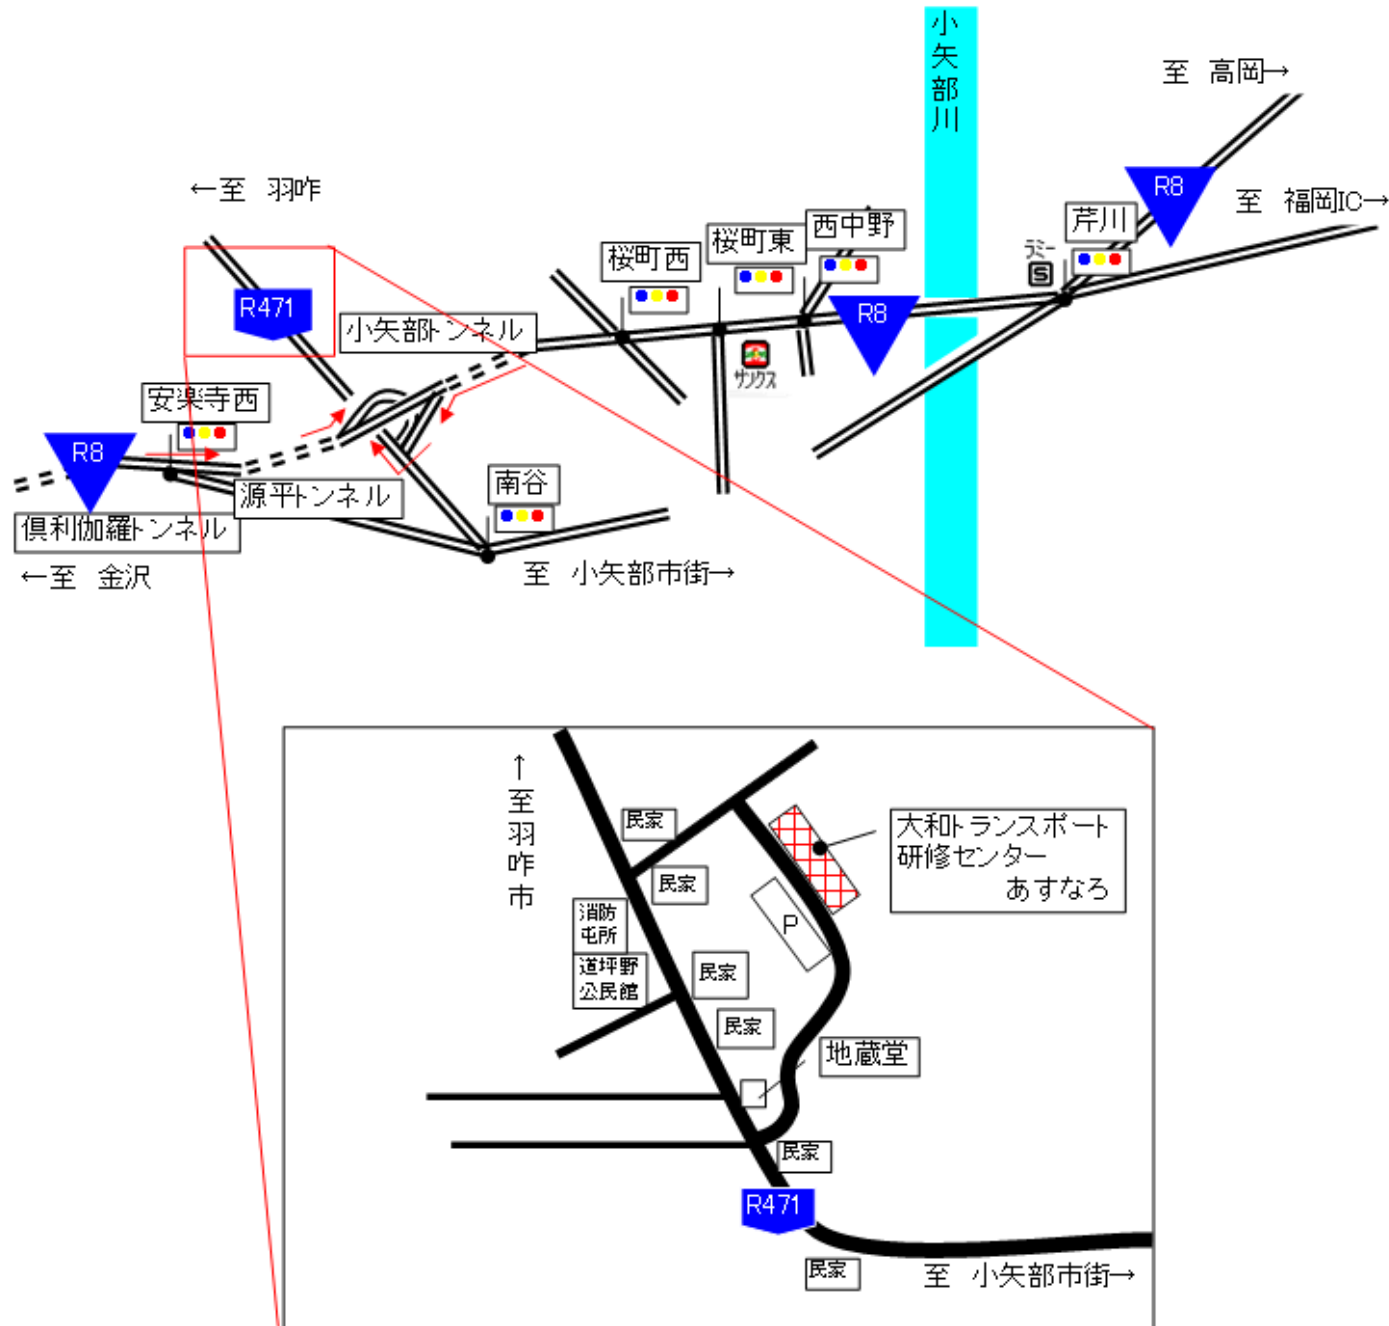 小矢部川
至 高岡→
←至 羽咋
R8
至 福岡IC→
芹川
ラミー
S
西中野
桜町東
桜町西
R471
小矢部トンネル
R8
サンクス
安楽寺西
R8
源平トンネル
南谷
倶利伽羅トンネル
←至 金沢
至 小矢部市街→
↑至羽咋市
民家
大和トランスポート
研修センター
あすなろ
民家
消防
屯所
P
道坪野
公民館
民家
民家
地蔵堂
民家
R471
民家
至 小矢部市街→